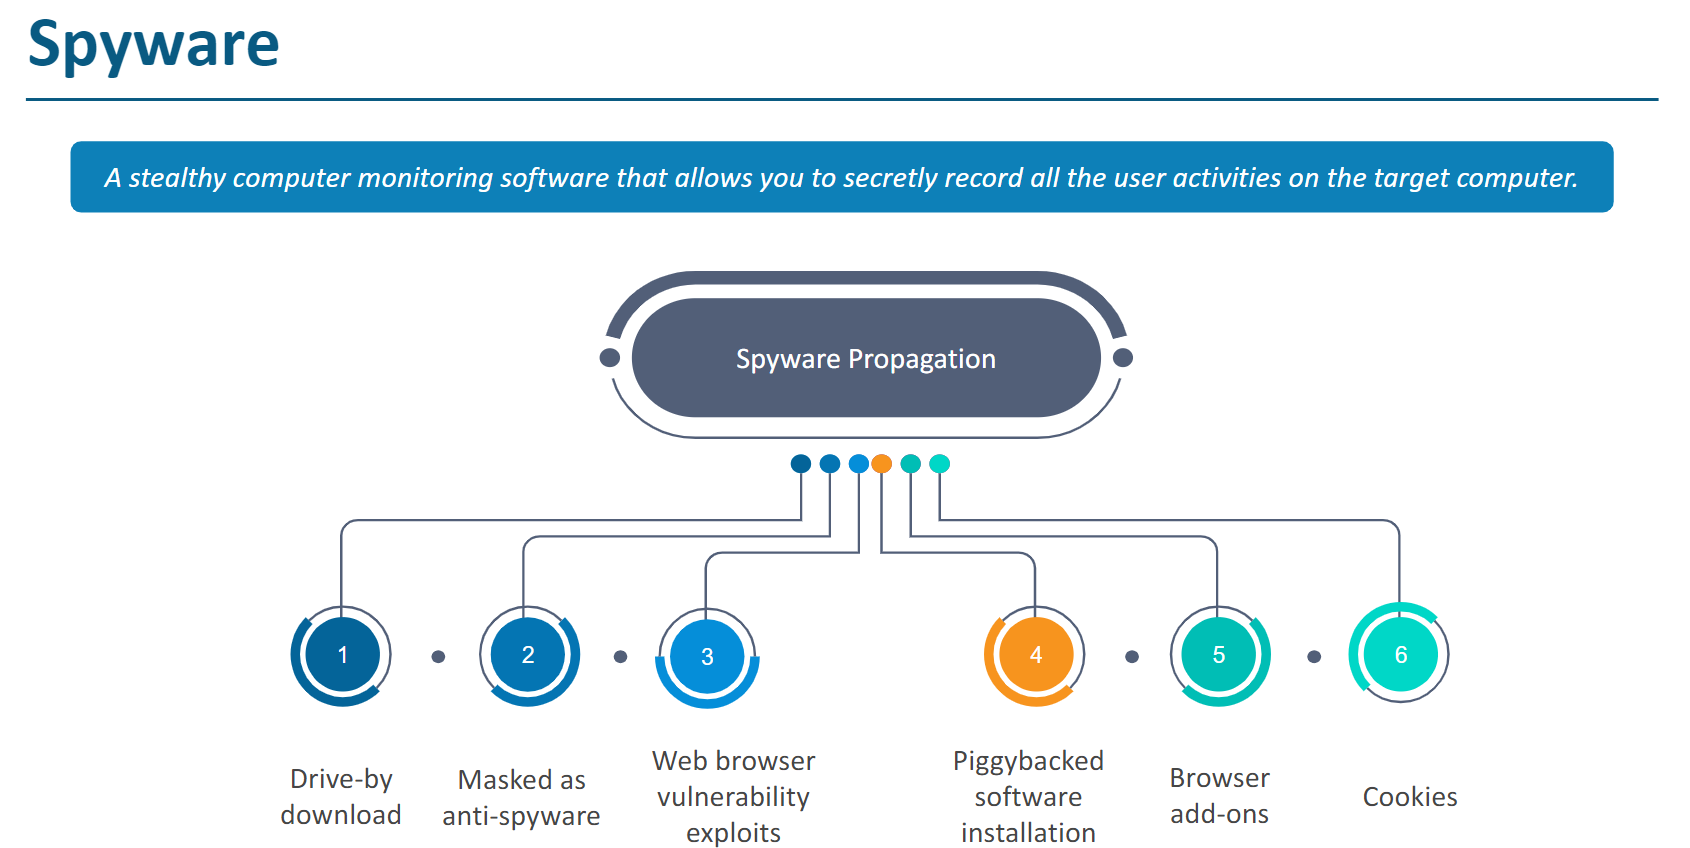 Spyware
A stealthy computer monitoring software that allows you to secretly record all the user activities on the target computer.
Spyware Propagation
1
2
3
4
5
6
Drive-by
download
Masked as
anti-spyware
Web browser
vulnerability
exploits
Piggybacked
software
installation
Browser
add-ons
Cookies